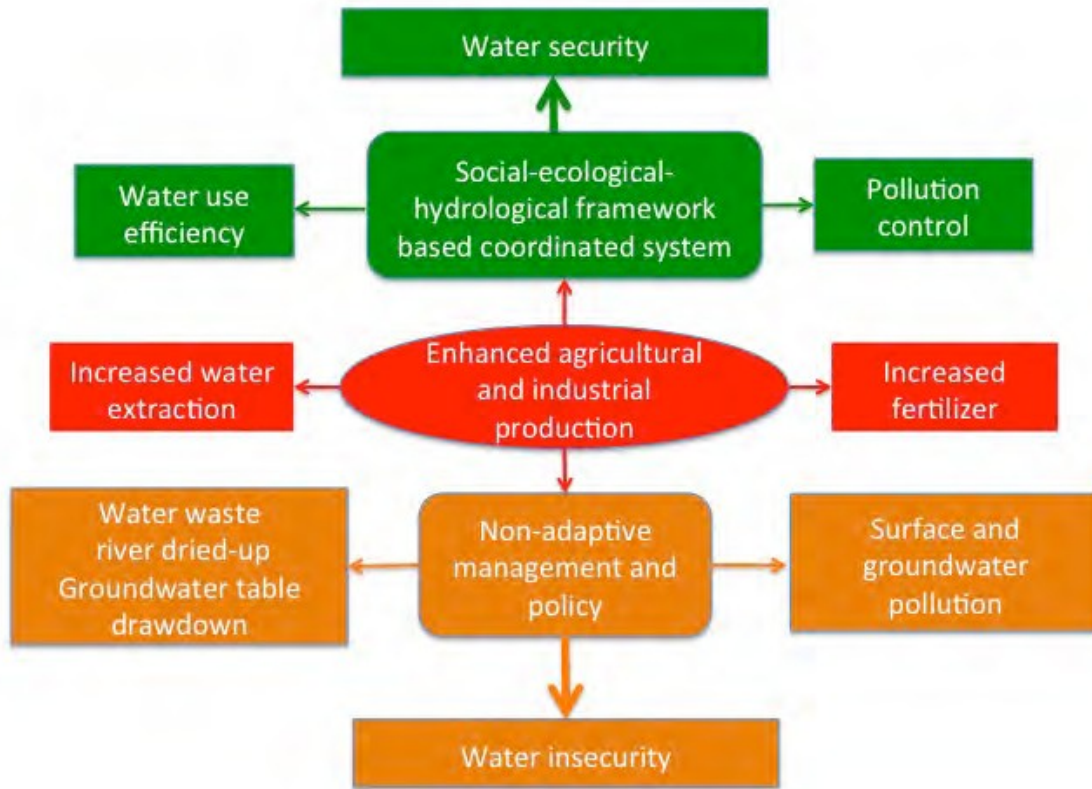 Water security
Water use
efficiency
Social-ecological-
hydrological framework
based coordinated system
Pollution
control
Increased water
extraction
Enhanced agricultural
and industrial
production
Increased
fertilizer
Water waste
river dried-up
Groundwater table
drawdown
Non-adaptive
management and
policy
Surface and
groundwater
pollution
Water insecurity